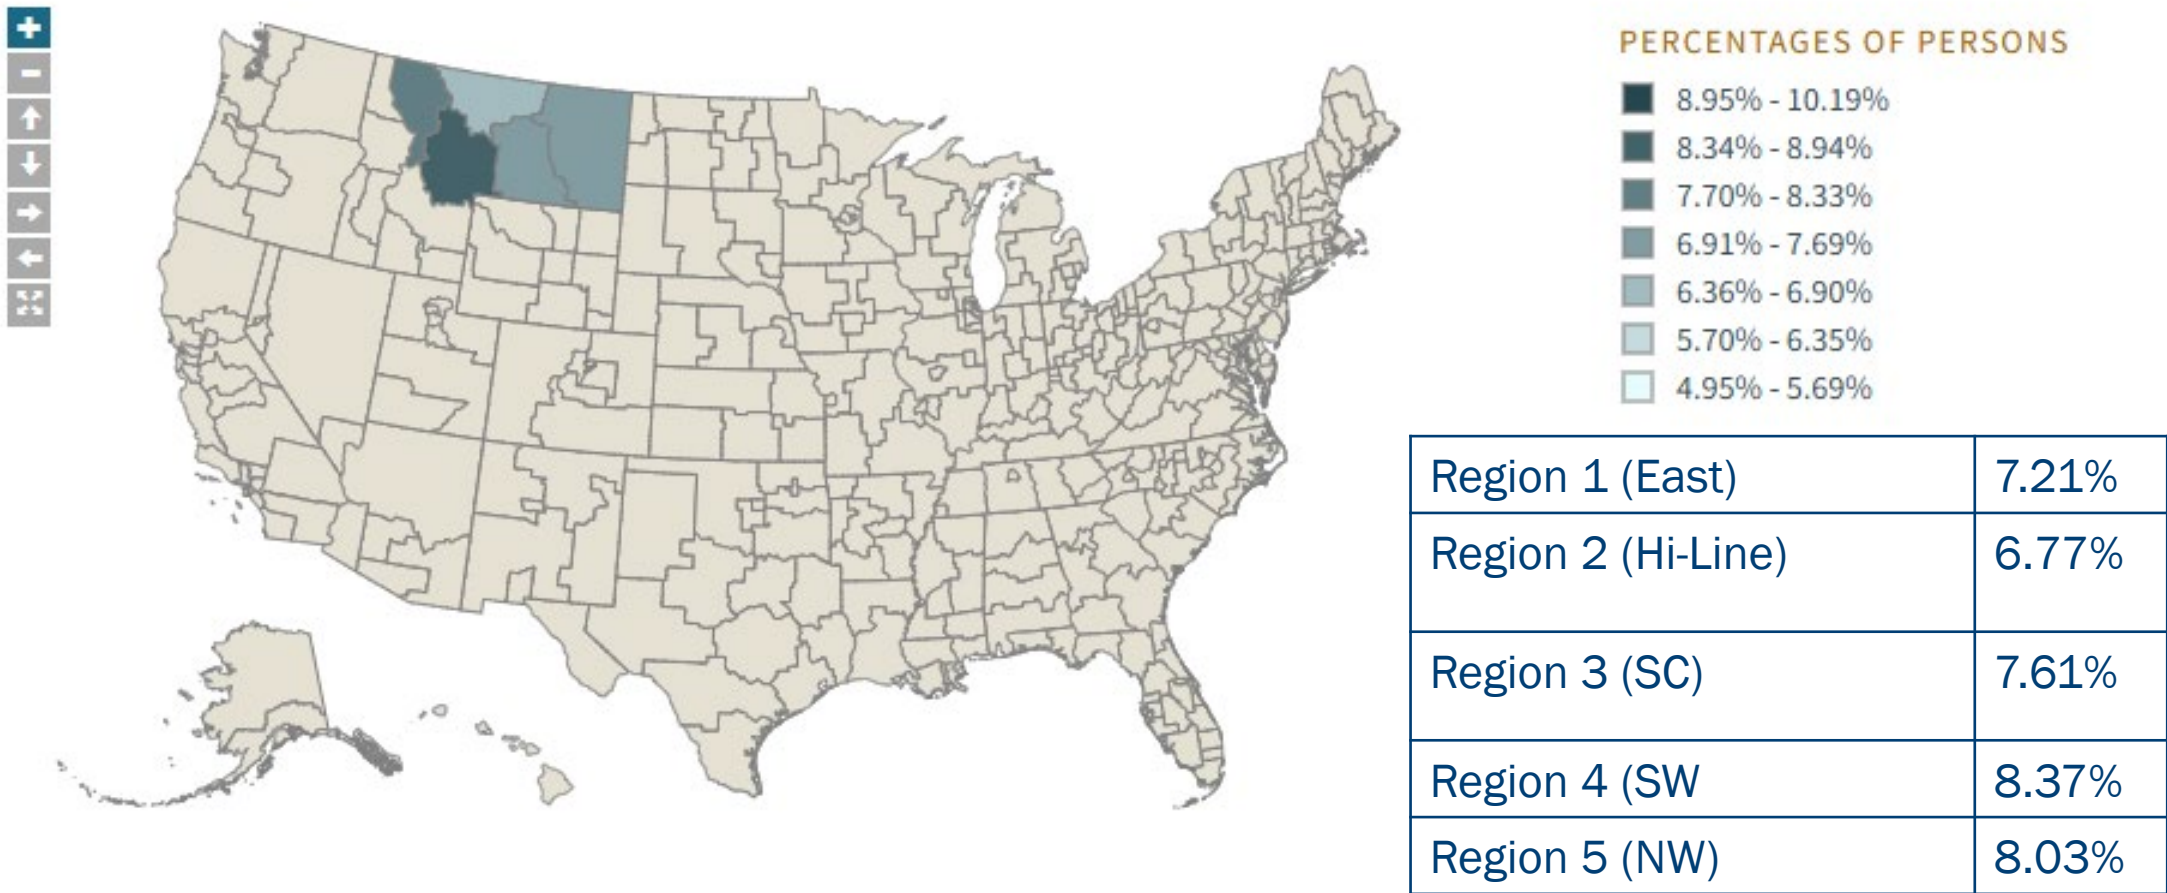 PERCENTAGES OF PERSONS
8.95% - 10.19%
8.34% - 8.94%
7.70% - 8.33%
6.91% - 7.69%
6.36% - 6.90%
5.70% - 6.35%
4.95% - 5.69%
Region 1 (East) 7.21%
Region 2 (Hi-Line) 6.77%
Region 3 (SC) 7.61%
Region 4 (SW 8.37%
Region 5 (NW) 8.03%